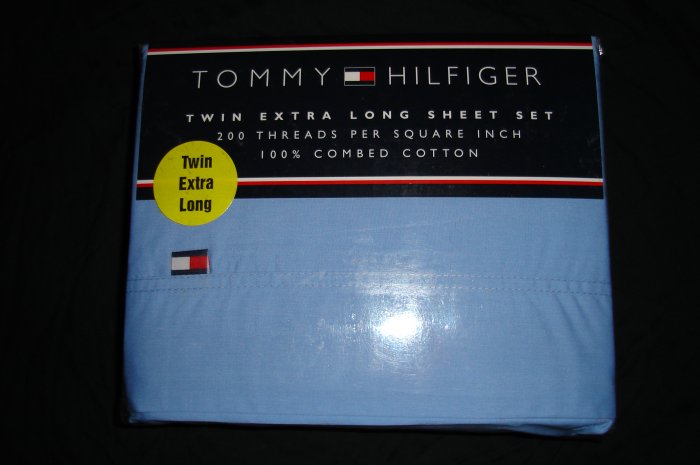 TOMMY HILFIGER
TWIN EXTRA LONG SHEET SET
200 THREADS PER SQUARE INCH
100% COMBED COTTON
Twin
Extra
Long